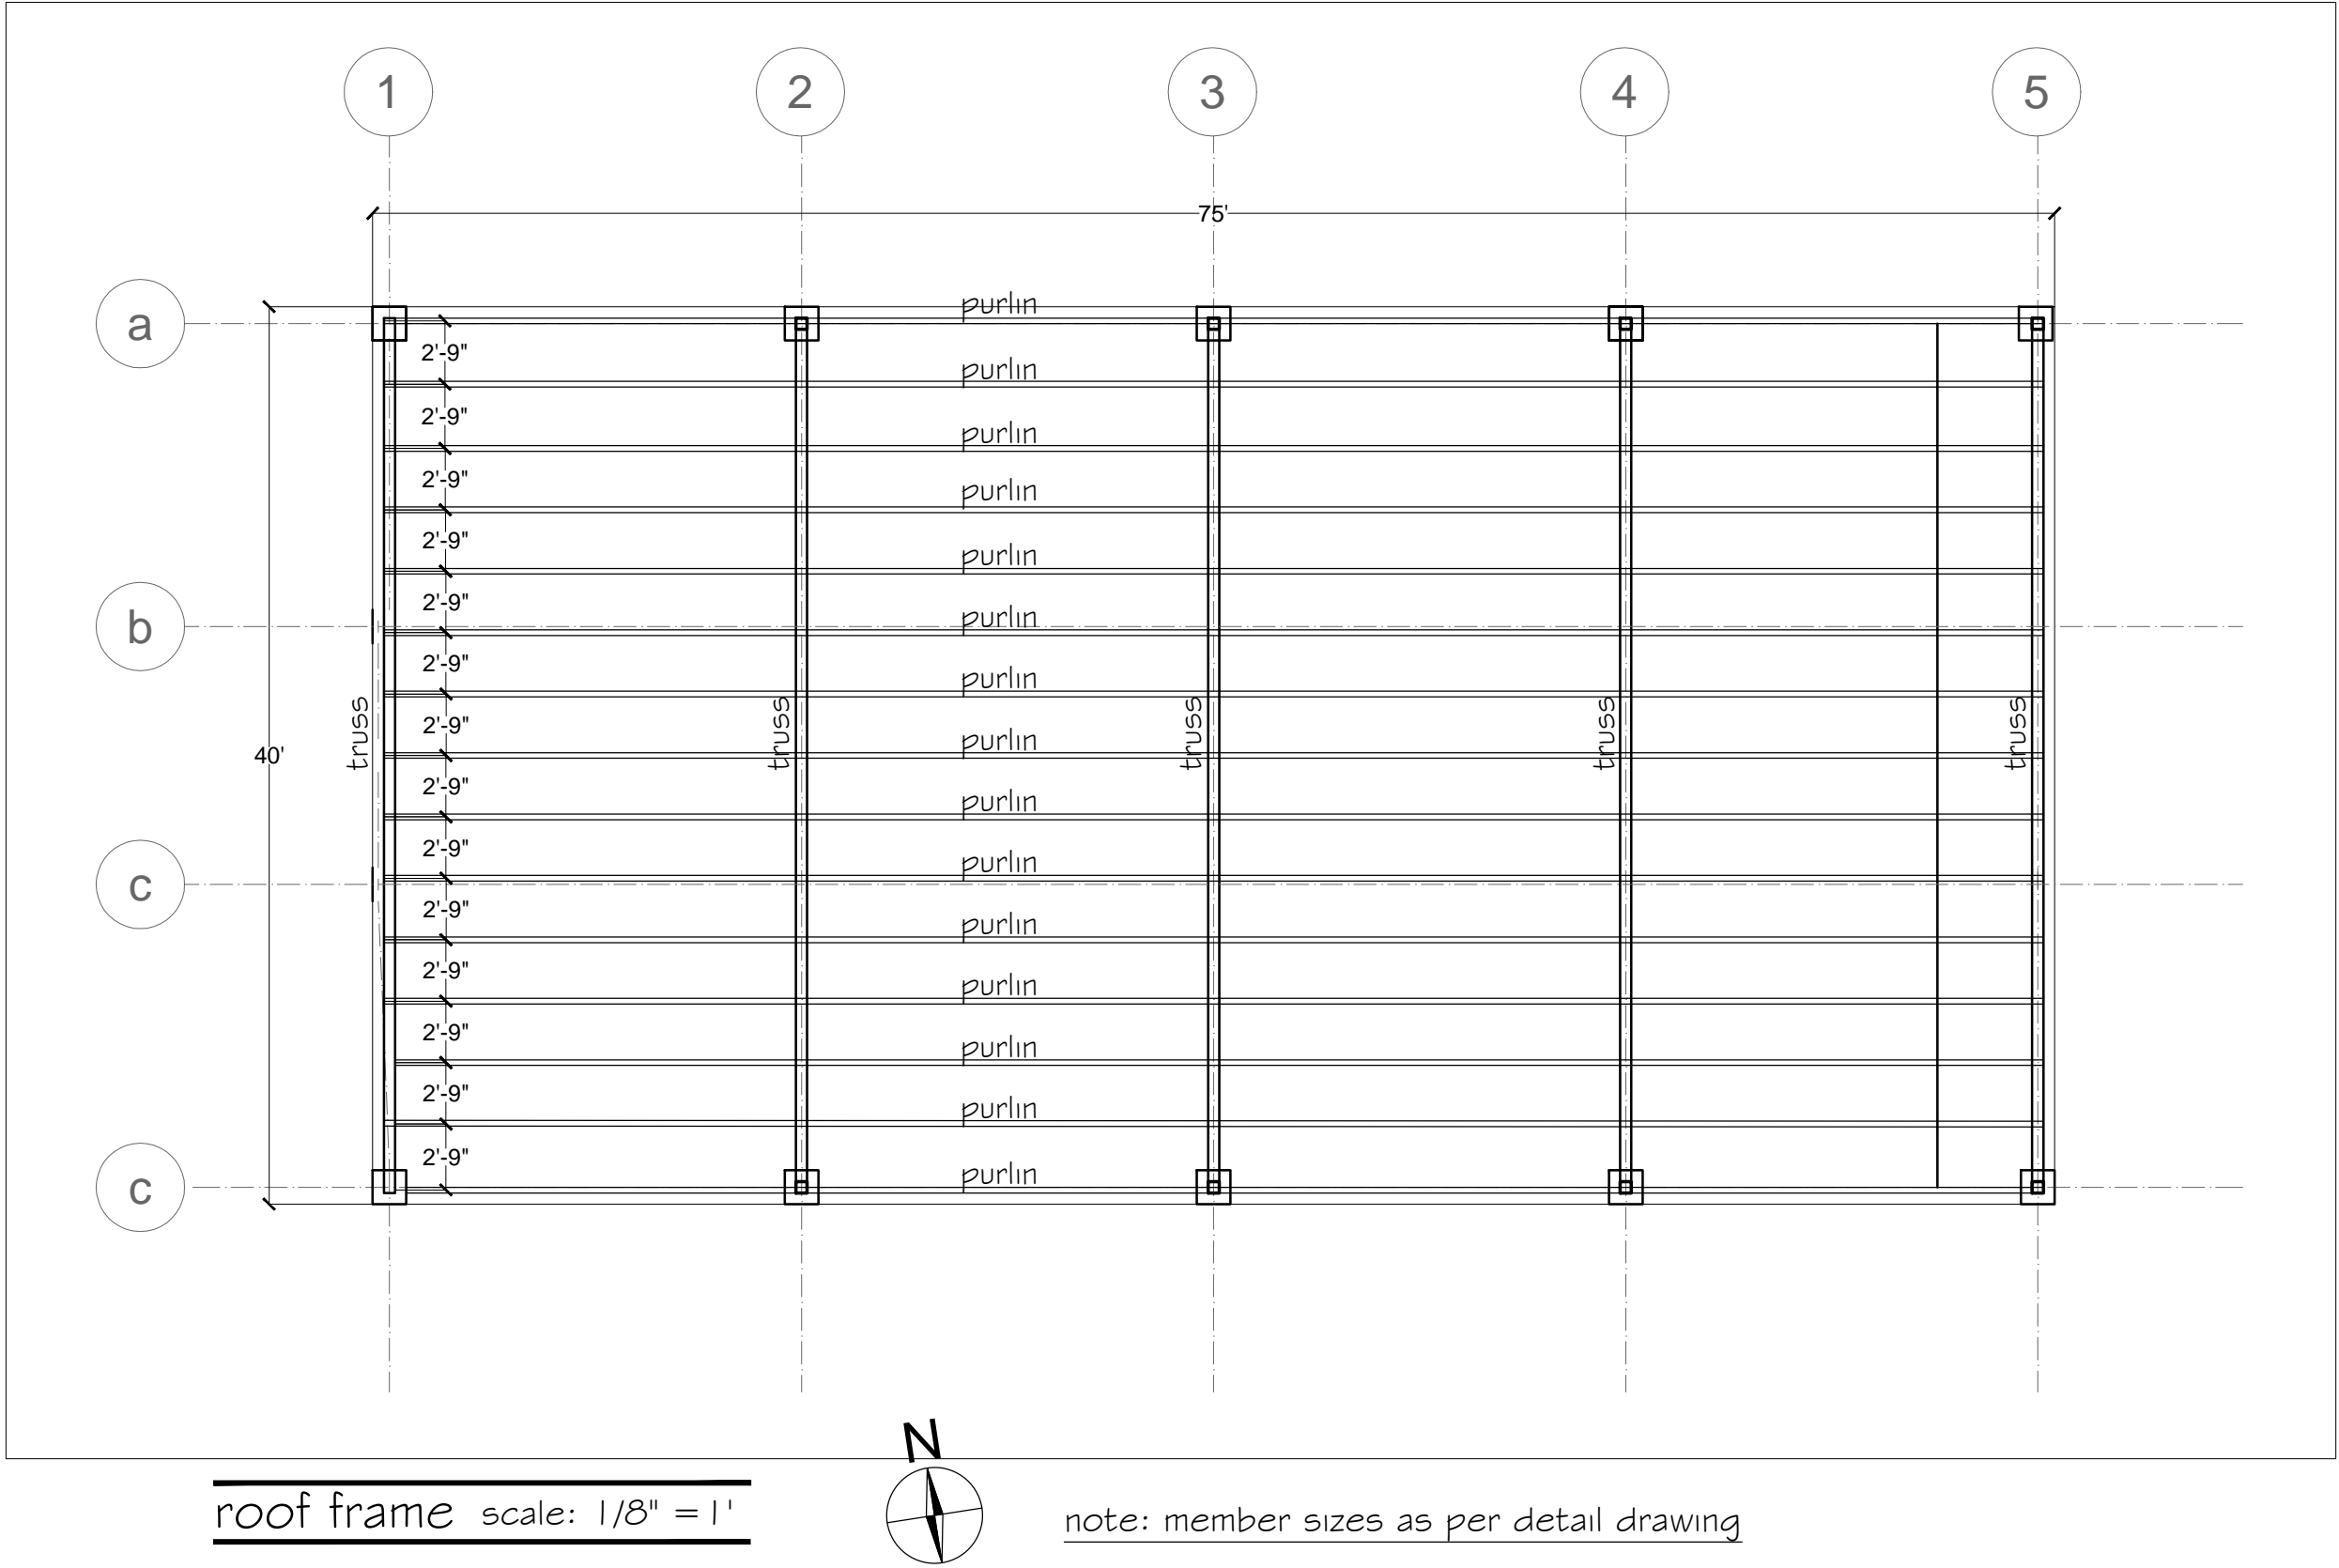 1 2 3 4 5
75'
a
purlin
2'-9"
purlin
2'-9"
purlin
2'-9"
purlin
2'-9"
purlin
2'-9"
b
purlin
2'-9"
purlin
truss truss truss truss truss
2'-9"
purlin
40'
2'-9"
purlin
2'-9"
purlin
c
2'-9"
purlin
2'-9"
purlin
2'-9"
purlin
2'-9"
purlin
2'-9"
purlin
c
N
roof frame scale: 1/8" = 1'
note: member sizes as per detail drawing